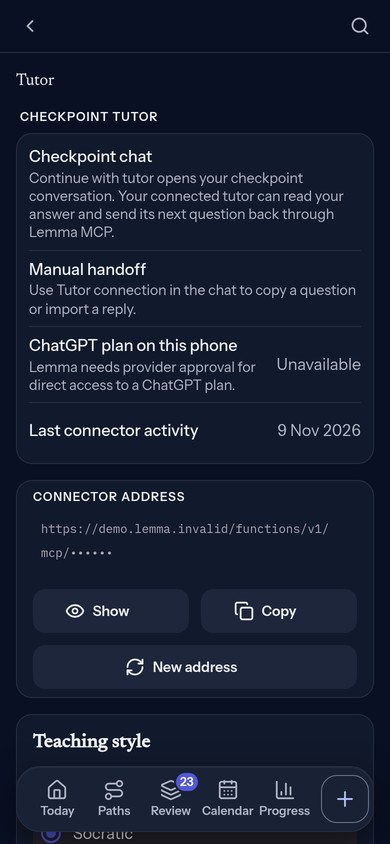 Tutor
CHECKPOINT TUTOR
Checkpoint chat
Continue with tutor opens your checkpoint
conversation. Your connected tutor can read your
answer and send its next question back through
Lemma MCP.
Manual handoff
Use Tutor connection in the chat to copy a question
or import a reply.
ChatGPT plan on this phone
Lemma needs provider approval for
direct access to a ChatGPT plan.
Unavailable
Last connector activity
9 Nov 2026
CONNECTOR ADDRESS
https://demo.lemma.invalid/functions/v1/
mcp/••••••
Show
Copy
New address
Teaching style
23
Today
Paths
Review
Calendar
Progress
Socratic